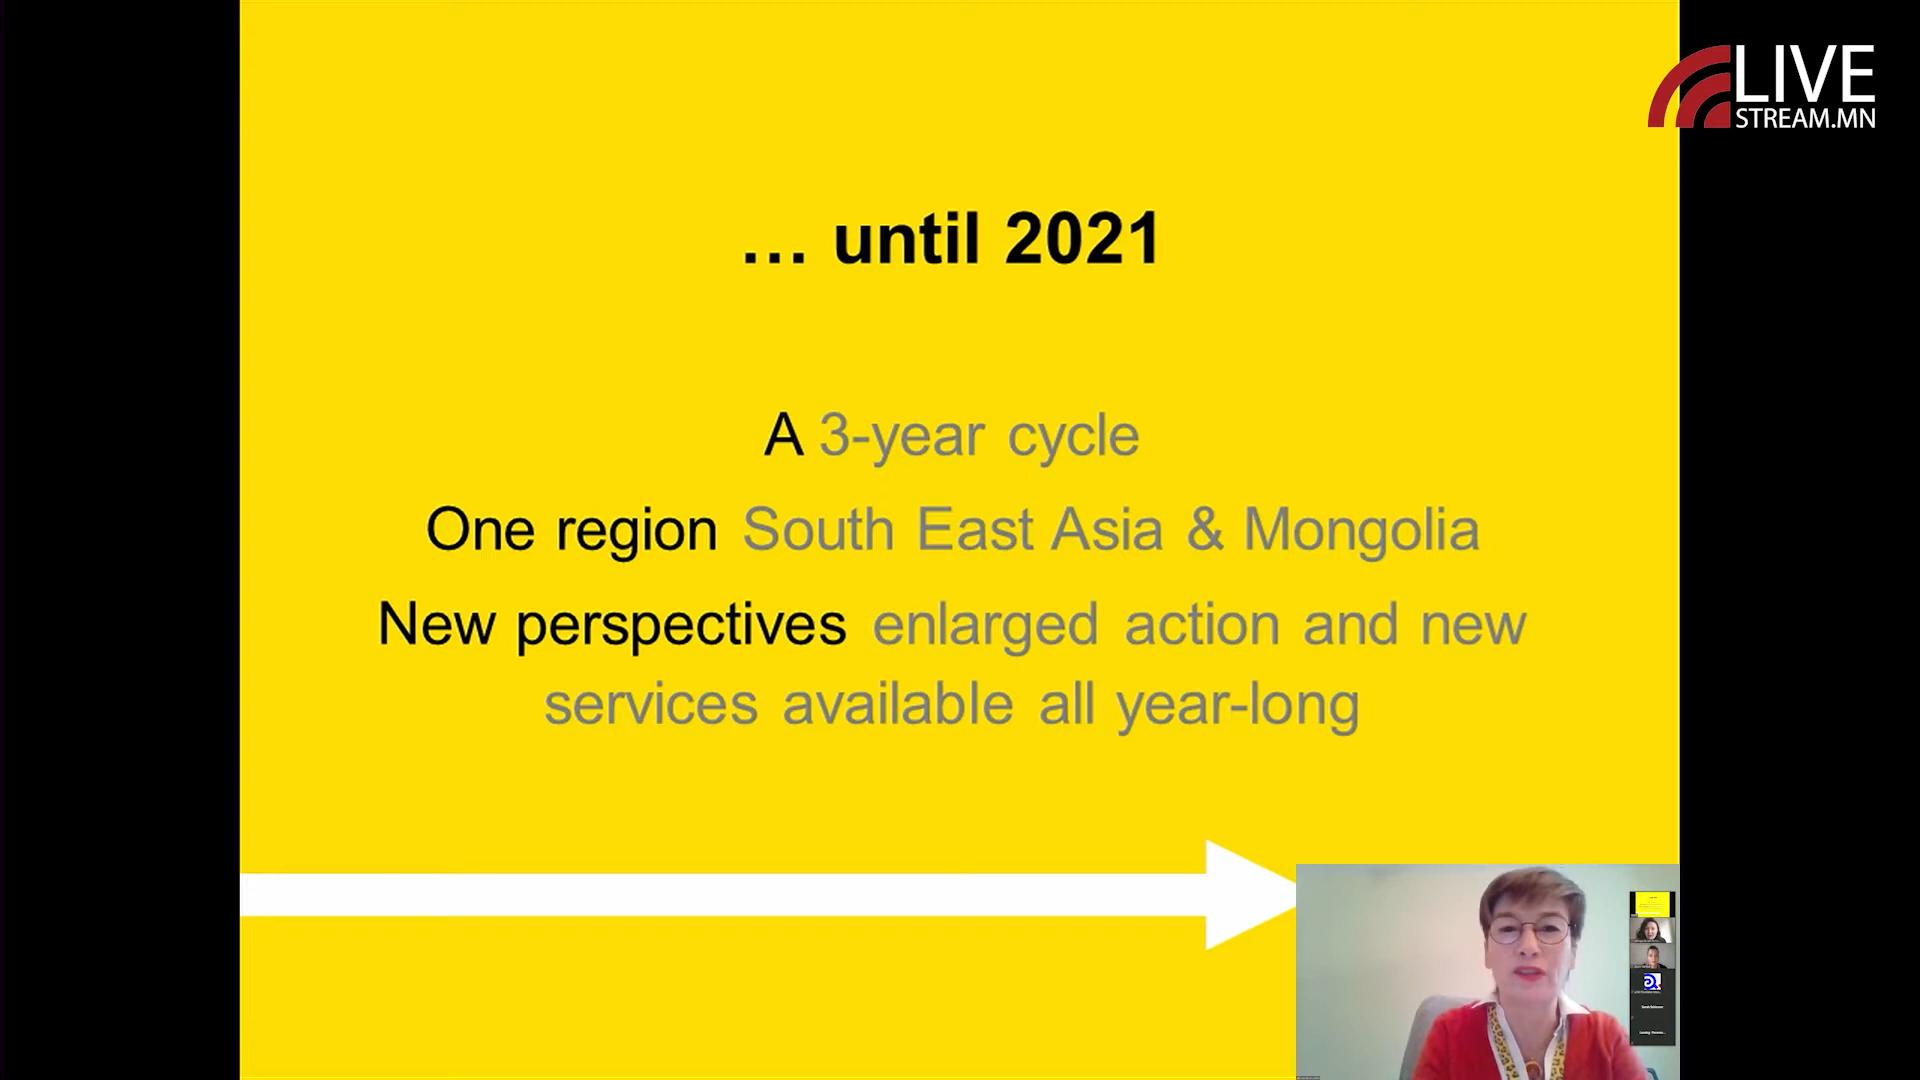 LIVE
STREAM.MN
... until 2021
A 3-year cycle
One region South East Asia & Mongolia
New perspectives enlarged action and new
services available all year-long